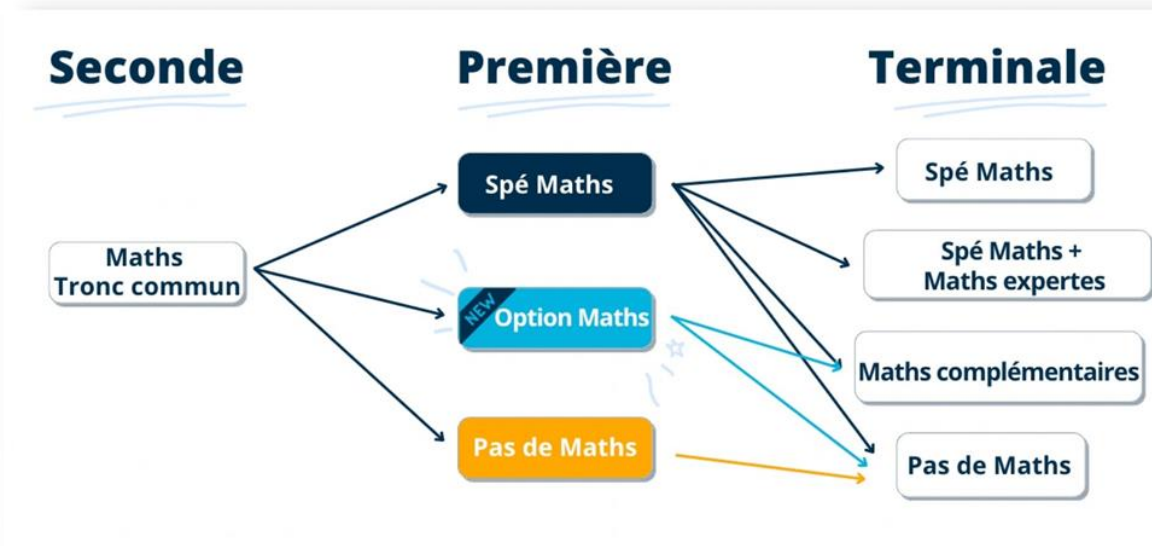 Seconde
Première
Terminale
Maths
Tronc commun
Spé Maths
NEW
Option Maths
Pas de Maths
Spé Maths
Spé Maths +
Maths expertes
Maths complémentaires
Pas de Maths